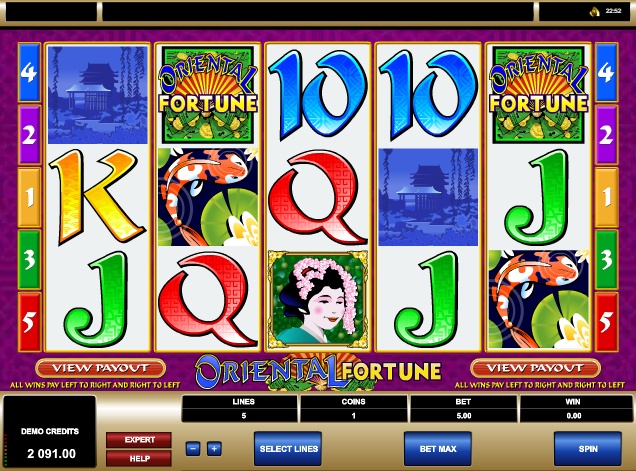 22:52
4
ORIENTAL
FORTUNE
10
10
ORIENTAL
FORTUNE
4
2
2
1
K
Q
J
1
3
3
5
J
Q
J
5
VIEW PAYOUT
ORIENTAL FORTUNE
VIEW PAYOUT
ALL WINS PAY LEFT TO RIGHT AND RIGHT TO LEFT
ALL WINS PAY LEFT TO RIGHT AND RIGHT TO LEFT
LINES
COINS
BET
WIN
5
1
5.00
0.00
DEMO CREDITS
2 091.00
EXPERT
HELP
SELECT LINES
BET MAX
SPIN